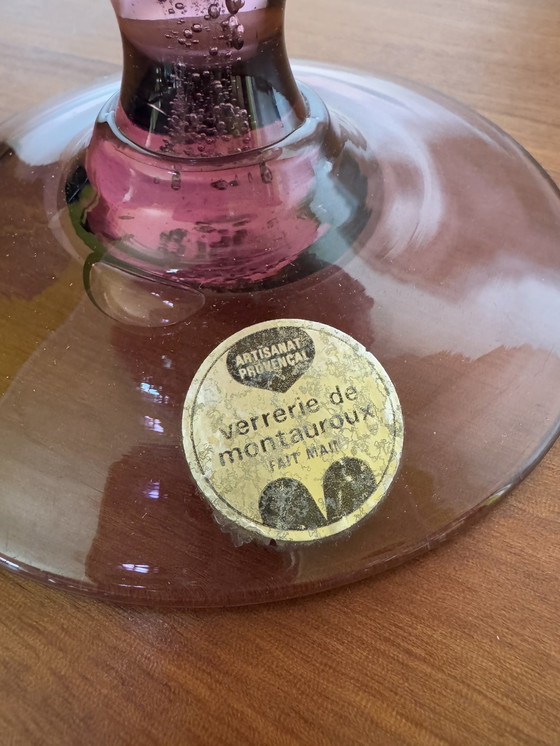 ARTISANAT
PROVENÇAL
verrerie de
montauroux
FAIT MAIN